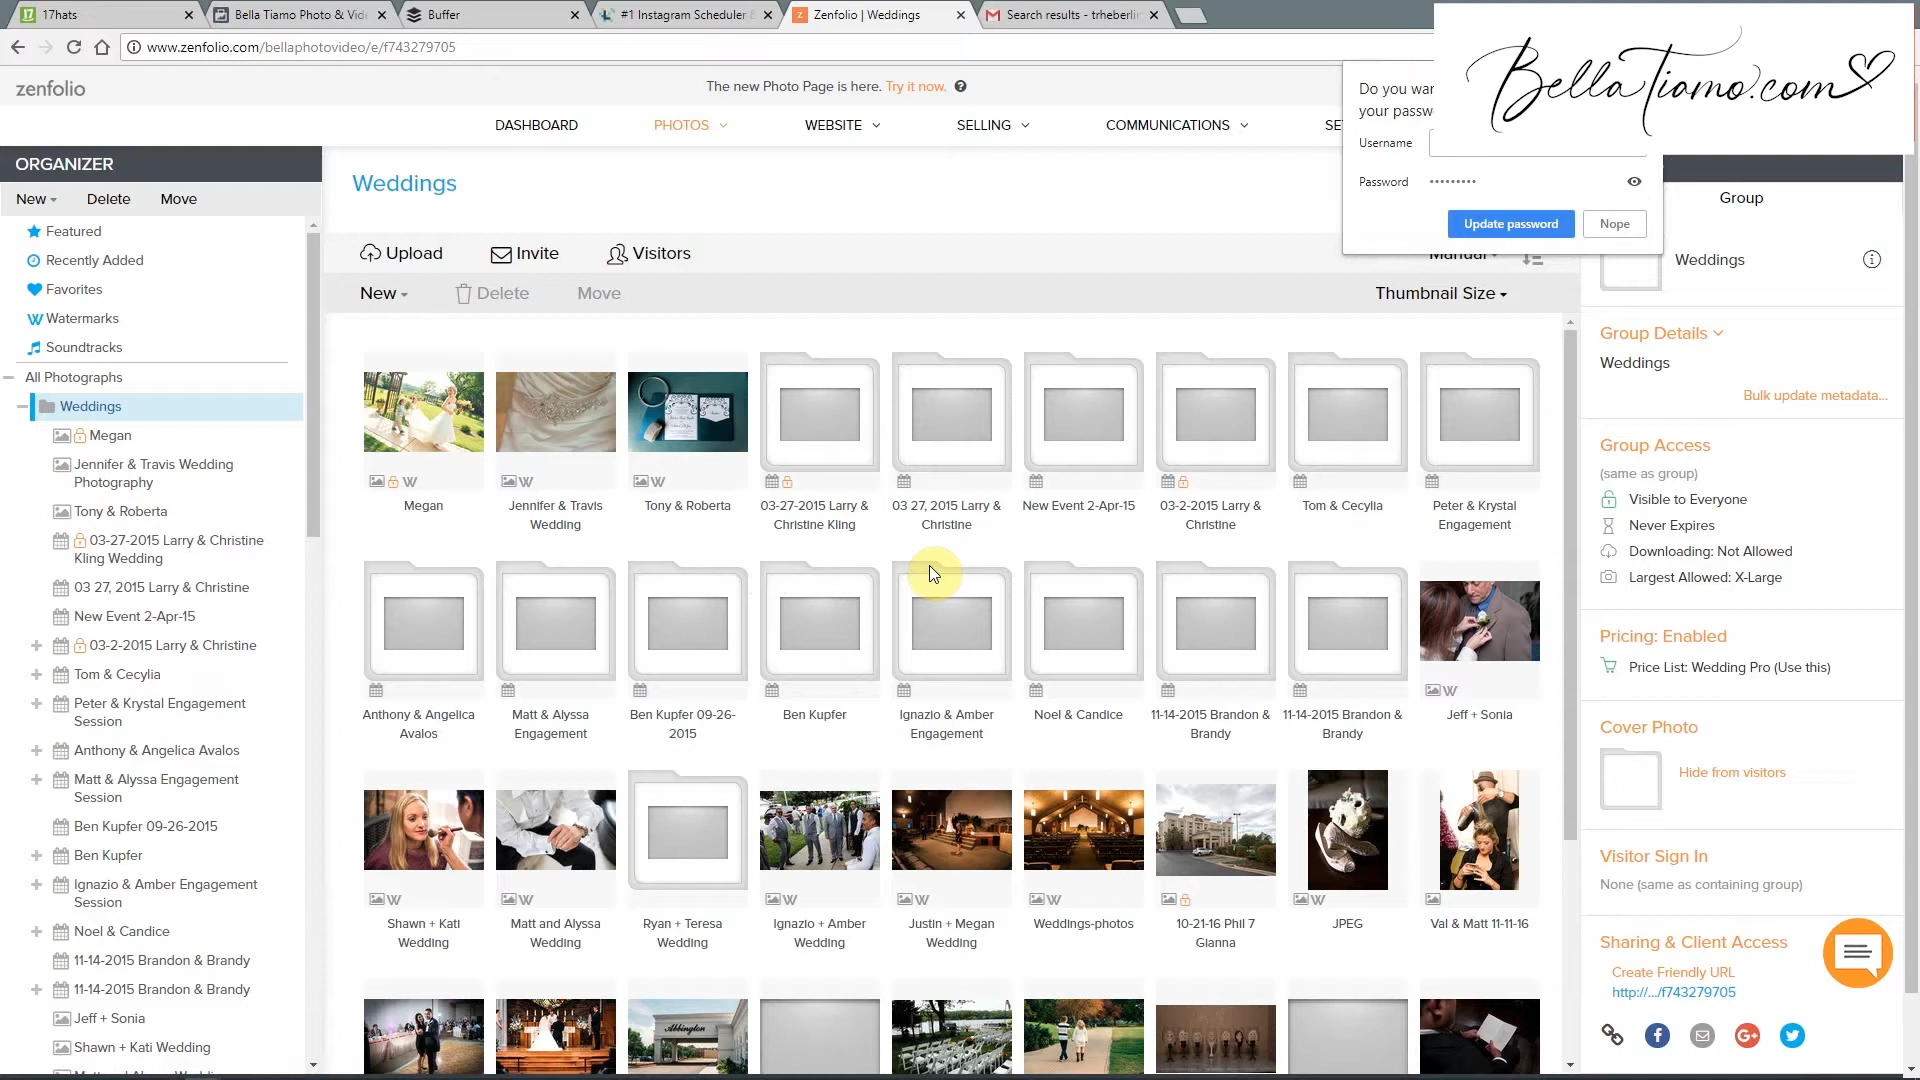 17hats
Bella Tiamo Photo & Vid
Buffer
#1 Instagram Scheduler &
Zenfolio | Weddings
Search results - trheberlin
www.zenfolio.com/bellaphotovideo/e/f743279705
zenfolio
The new Photo Page is here. Try it now.
DASHBOARD
PHOTOS
WEBSITE
SELLING
COMMUNICATIONS
SE
BellaTiamo.com
Do you wan
your passw
Username
Password
Update password
Nope
ORGANIZER
New
Delete
Move
Featured
Recently Added
Favorites
Watermarks
Soundtracks
All Photographs
Weddings
Megan
Jennifer & Travis Wedding
Photography
Tony & Roberta
03-27-2015 Larry & Christine
Kling Wedding
03 27, 2015 Larry & Christine
New Event 2-Apr-15
03-2-2015 Larry & Christine
Tom & Cecylia
Peter & Krystal Engagement
Session
Anthony & Angelica Avalos
Matt & Alyssa Engagement
Session
Ben Kupfer 09-26-2015
Ben Kupfer
Ignazio & Amber Engagement
Session
Noel & Candice
11-14-2015 Brandon & Brandy
11-14-2015 Brandon & Brandy
Jeff + Sonia
Shawn + Kati Wedding
Weddings
Upload
Invite
Visitors
Manual
New
Delete
Move
Thumbnail Size
Megan
Jennifer & Travis
Wedding
Tony & Roberta
03-27-2015 Larry &
Christine Kling
03 27, 2015 Larry &
Christine
New Event 2-Apr-15
03-2-2015 Larry &
Christine
Tom & Cecylia
Peter & Krystal
Engagement
Anthony & Angelica
Avalos
Matt & Alyssa
Engagement
Ben Kupfer 09-26-
2015
Ben Kupfer
Ignazio & Amber
Engagement
Noel & Candice
11-14-2015 Brandon &
Brandy
11-14-2015 Brandon &
Brandy
Jeff + Sonia
Shawn + Kati
Wedding
Matt and Alyssa
Wedding
Ryan + Teresa
Wedding
Ignazio + Amber
Wedding
Justin + Megan
Wedding
Weddings-photos
10-21-16 Phil 7
Gianna
JPEG
Val & Matt 11-11-16
Abbington
Group
Weddings
Group Details
Weddings
Bulk update metadata...
Group Access
(same as group)
Visible to Everyone
Never Expires
Downloading: Not Allowed
Largest Allowed: X-Large
Pricing: Enabled
Price List: Wedding Pro (Use this)
Cover Photo
Hide from visitors
Visitor Sign In
None (same as containing group)
Sharing & Client Access
Create Friendly URL
http://.../f743279705